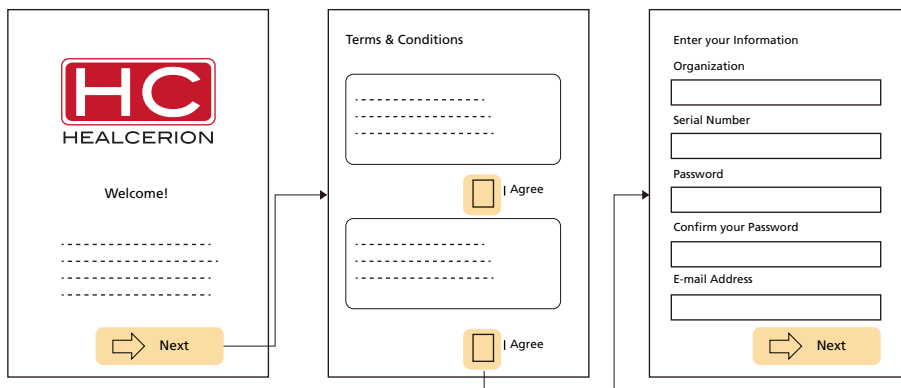 HC
HEALCERION
Welcome!
Next
Terms & Conditions
I Agree
I Agree
Enter your Information
Organization
Serial Number
Password
Confirm your Password
E-mail Address
Next